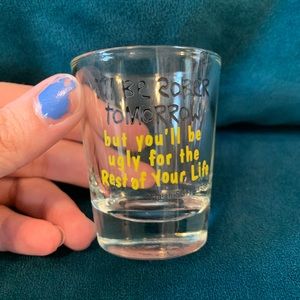 BE SOBER
TOMORROW
but you'll be
ugly for the
Rest of Your Life